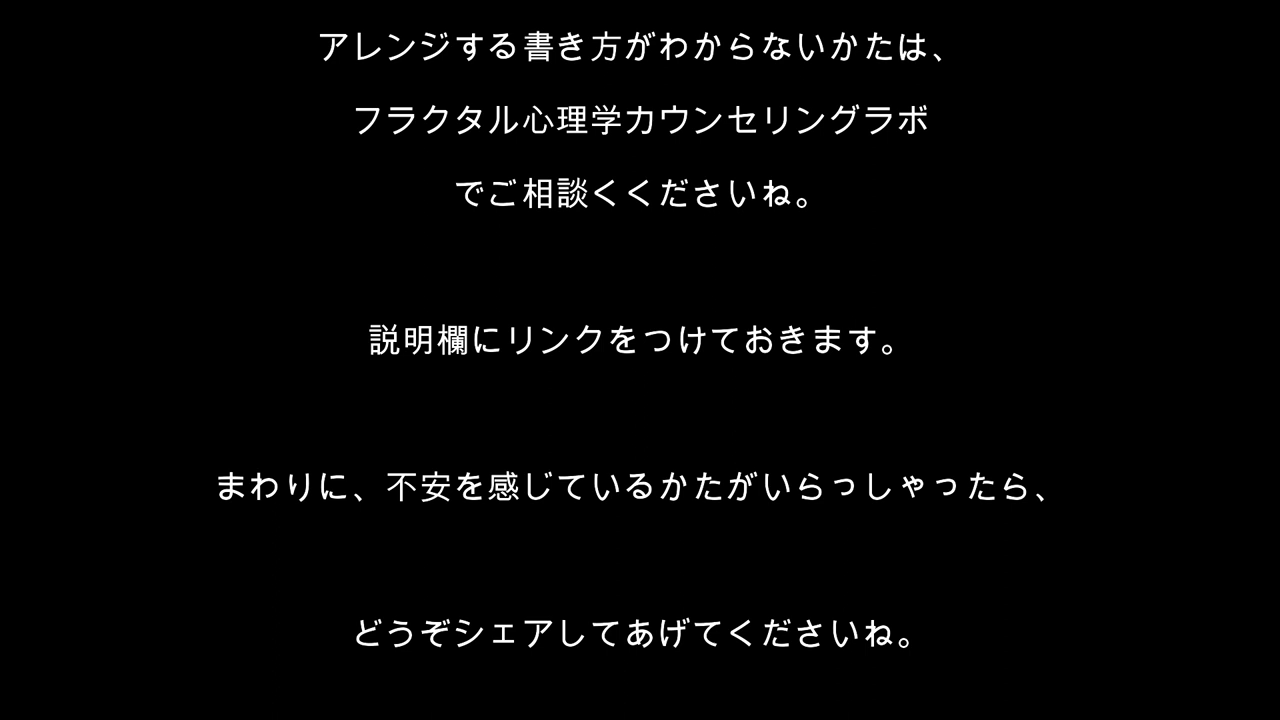 アレンジする書き方がわからないかたは、
フラクタル心理学カウンセリングラボ
でご相談くくださいね。
説明欄にリンクをつけておきます。
まわりに、不安を感じているかたがいらっしゃったら、
どうぞシェアしてあげてくださいね。